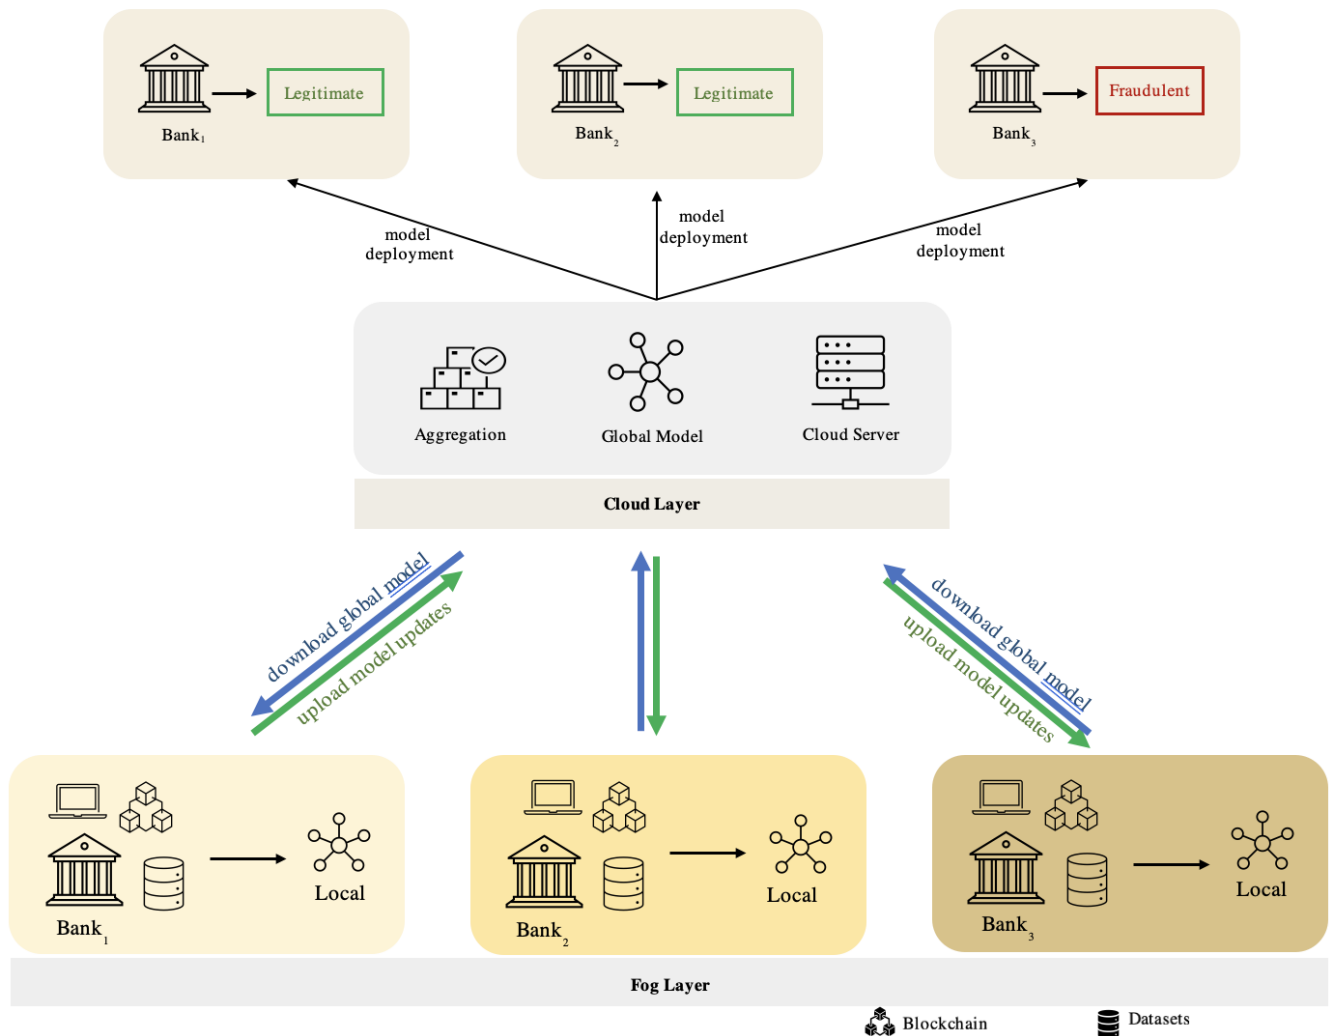 Legitimate
Bank1
Legitimate
Bank2
Fraudulent
Bank3
model
deployment
model
deployment
model
deployment
Aggregation
Global Model
Cloud Server
Cloud Layer
download global model
upload model updates
download global model
upload model updates
Local
Bank1
Local
Bank2
Local
Bank3
Fog Layer
Blockchain
Datasets